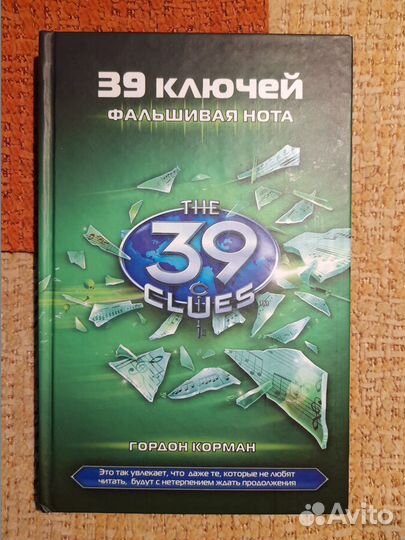 39 ключей
ФАЛЬШИВАЯ НОТА
THE
39
CLUES
ГОРДОН КОРМАН
Это так увлекает, что даже те, которые не любят
читать, будут с нетерпением ждать продолжения
Avito